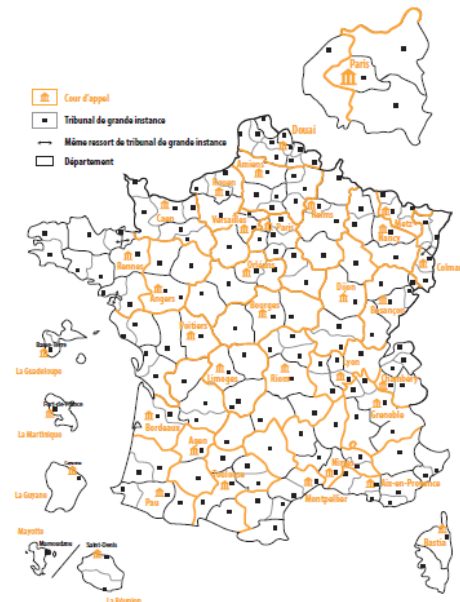 Paris
Cour d'appel
Tribunal de grande instance
Même ressort de tribunal de grande instance
Département
Douai
Amiens
Rouen
Reims
Caen
Versailles
Paris
Metz
Nancy
Colmar
Rennes
Orléans
Angers
Dijon
Besançon
Bourges
Poitiers
Basse-Terre
La Guadeloupe
Limoges
Riom
Lyon
Chambéry
Fort-de-France
La Martinique
Grenoble
Bordeaux
Agen
Nîmes
Toulouse
Aix-en-Provence
Montpellier
La Guyane
Pau
Mayotte
Mamoudzou
Saint-Denis
Bastia
La Réunion